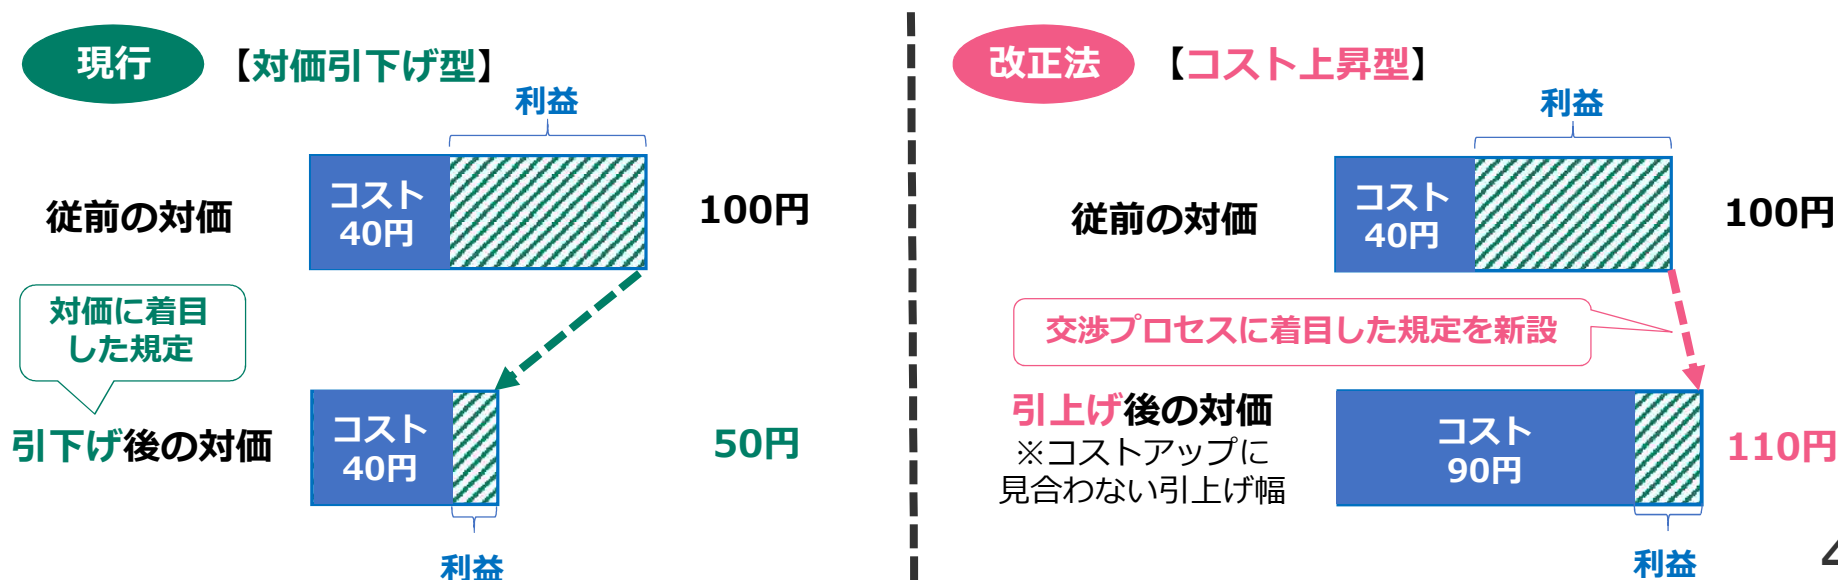 現行 【対価引下げ型】
利益
従前の対価
コスト
40円
100円
対価に着目
した規定
引下げ後の対価
コスト
40円
50円
利益
改正法 【コスト上昇型】
利益
従前の対価
コスト
40円
100円
交渉プロセスに着目した規定を新設
引上げ後の対価
※コストアップに
見合わない引上げ幅
コスト
90円
110円
利益